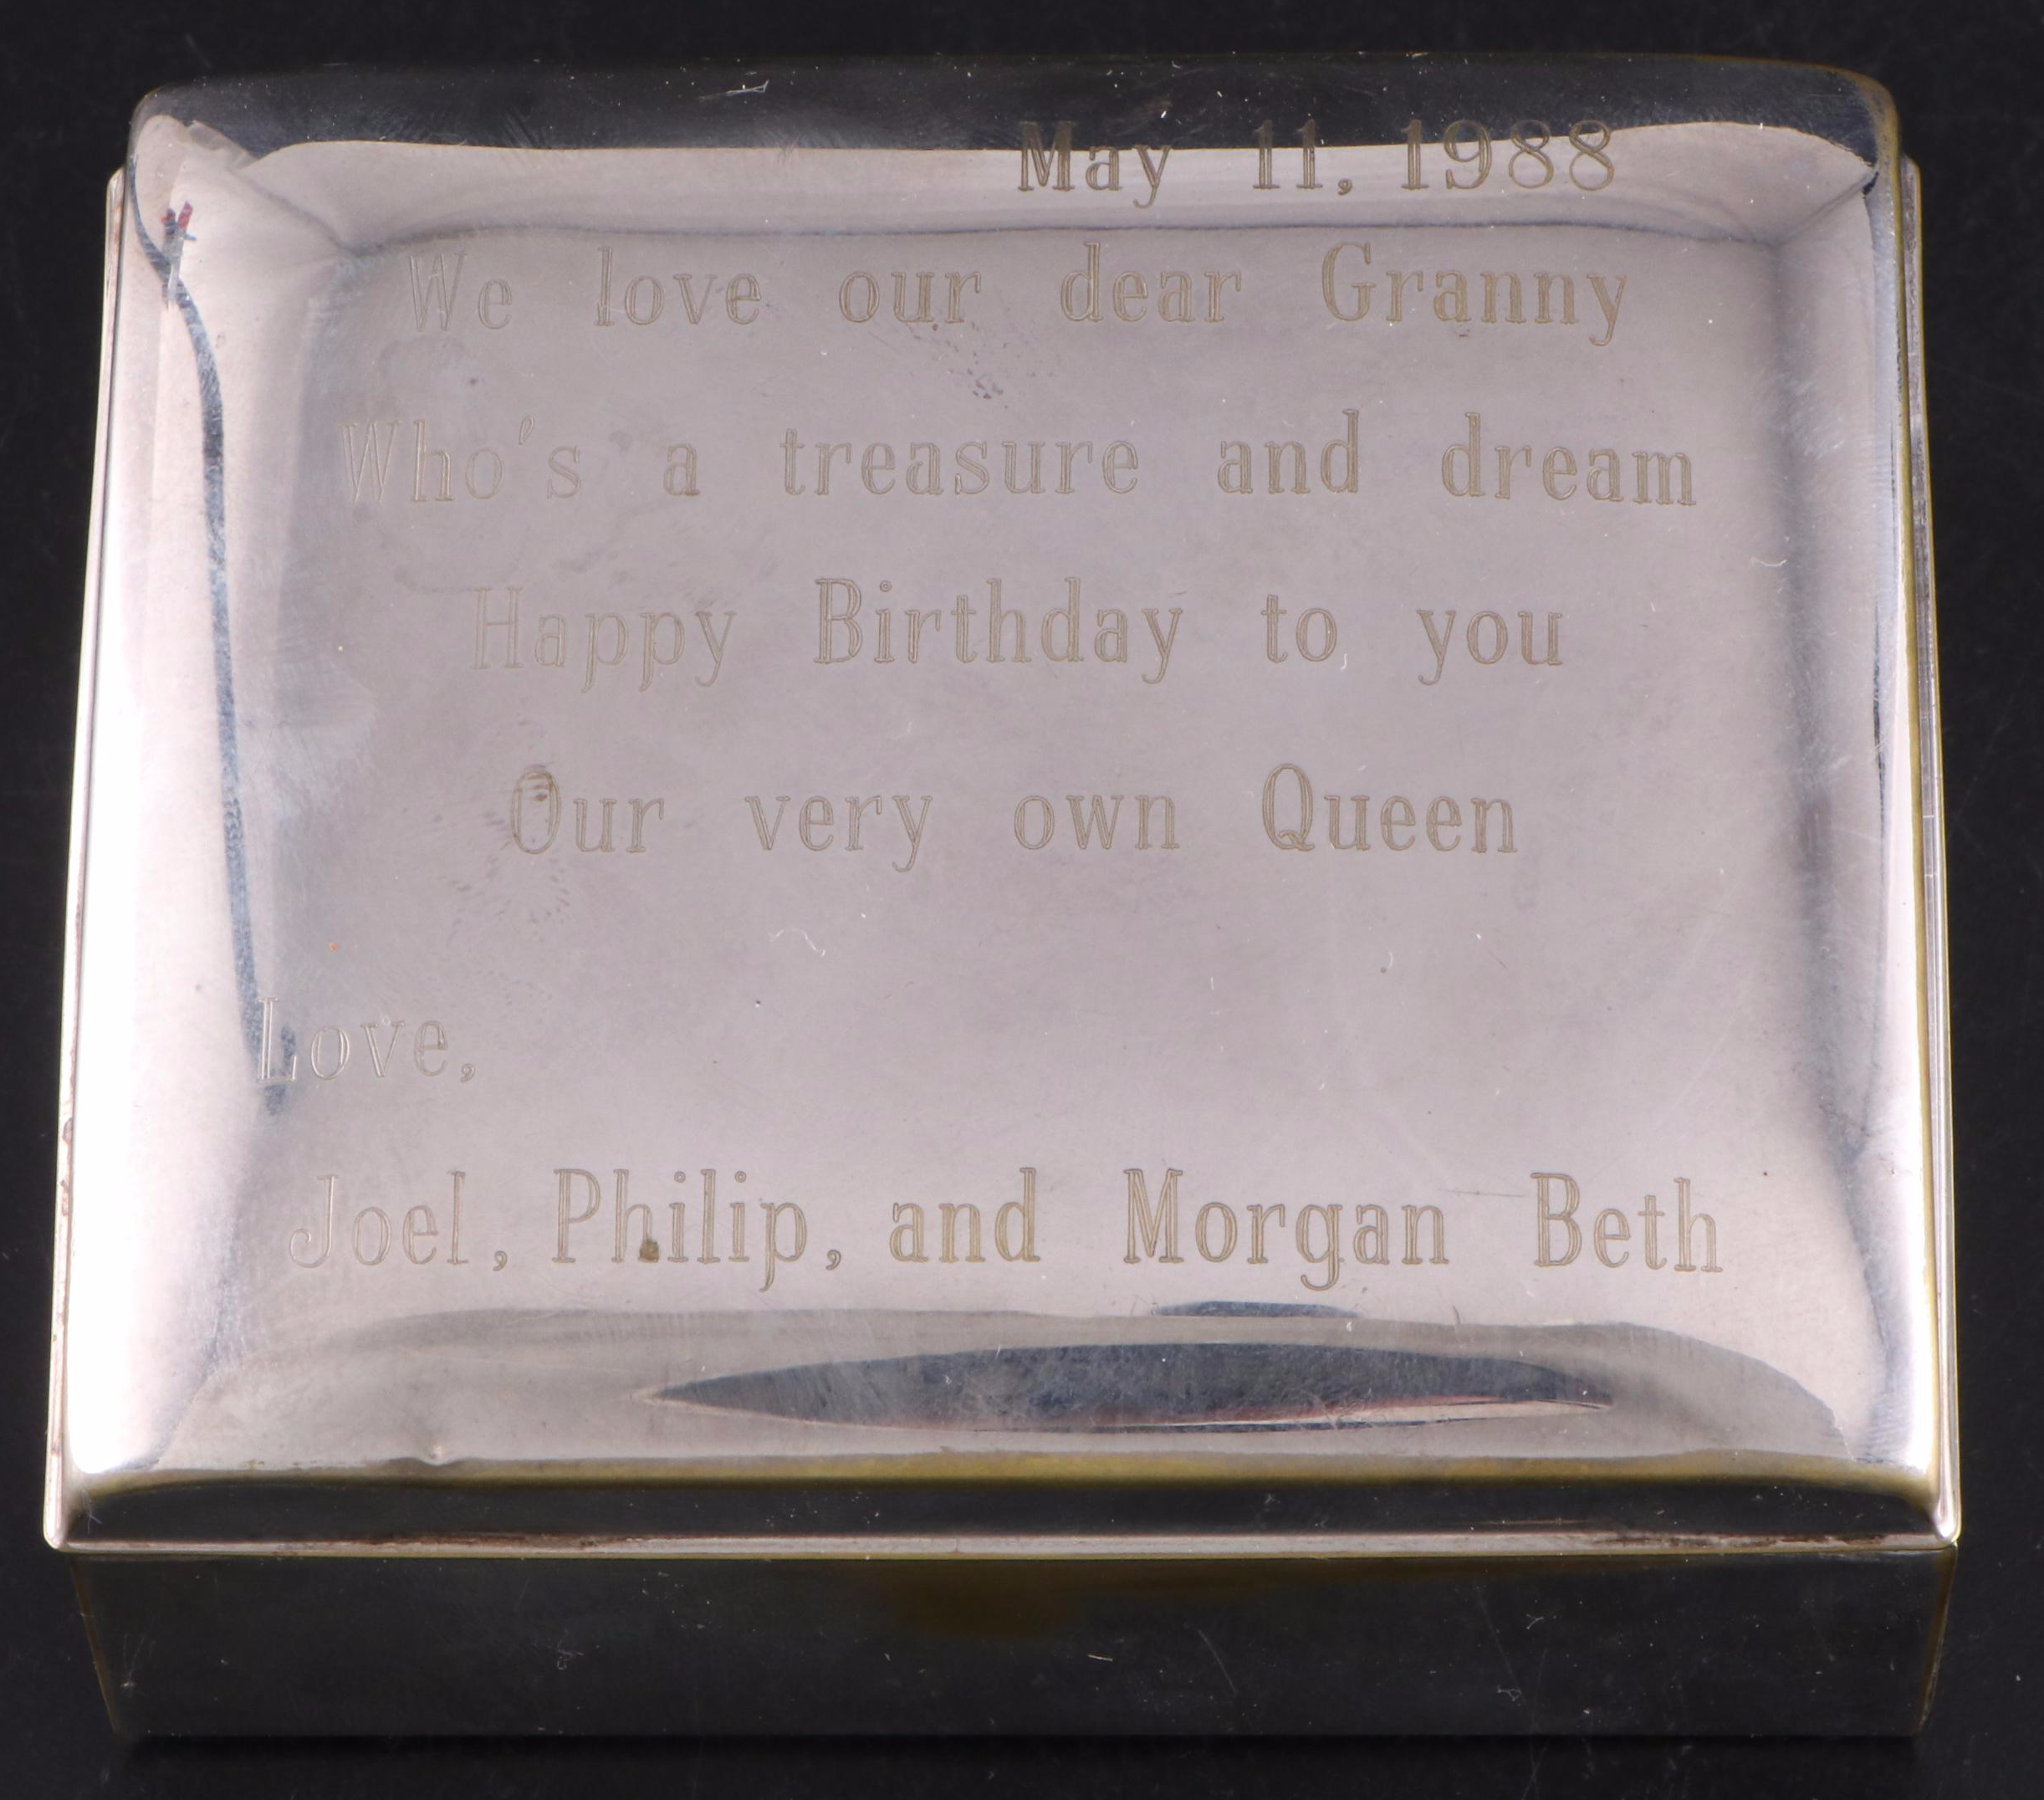 May 11, 1988
We love our dear Granny
Who's a treasure and dream
Happy Birthday to you
Our very own Queen
Love,
Joel, Philip, and Morgan Beth